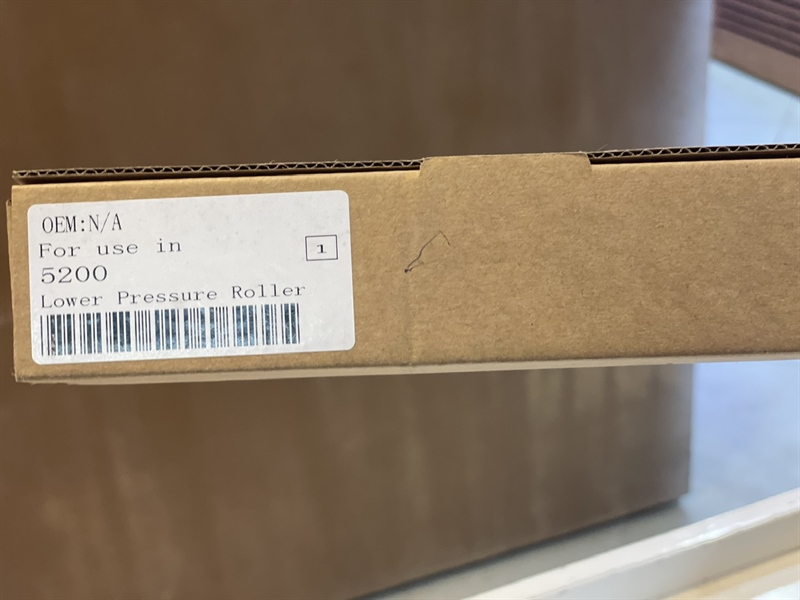 OEM:N/A
For use in
1
5200
Lower Pressure Roller